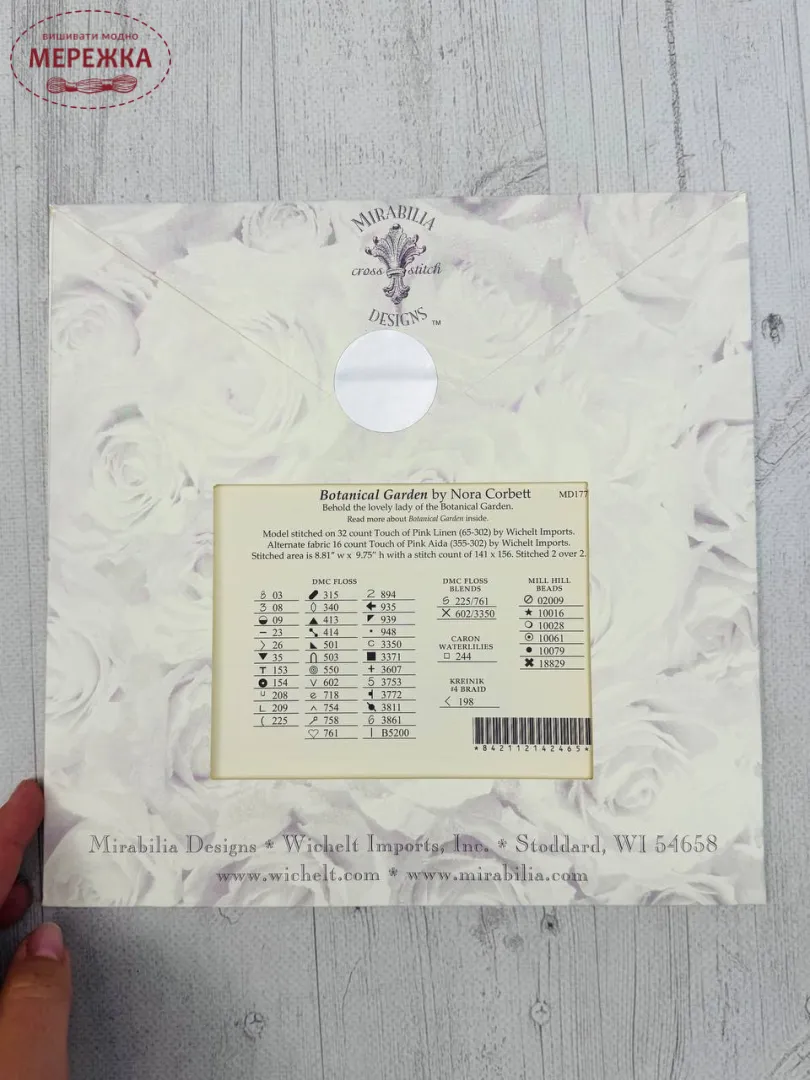 вишивати модно
МЕРЕЖКА
MIRABILIA
cross stitch
DESIGNS ™
Botanical Garden by Nora Corbett MD177
Behold the lovely lady of the Botanical Garden.
Read more about Botanical Garden inside.
Model stitched on 32 count Touch of Pink Linen (65-302) by Wichelt Imports.
Alternate fabric 16 count Touch of Pink Aida (355-302) by Wichelt Imports.
Stitched area is 8.81" w x 9.75" h with a stitch count of 141 x 156. Stitched 2 over 2.
DMC FLOSS
03
08
09
23
26
35
153
154
208
209
225
315
340
413
414
501
503
550
602
718
754
758
761
894
935
939
948
3350
3371
3607
3753
3772
3811
3861
B5200
DMC FLOSS
BLENDS
225/761
602/3350
CARON
WATERLILIES
244
KREINIK
#4 BRAID
198
MILL HILL
BEADS
02009
10016
10028
10061
10079
18829
*842112142465*
Mirabilia Designs * Wichelt Imports, Inc. * Stoddard, WI 54658
www.wichelt.com * www.mirabilia.com